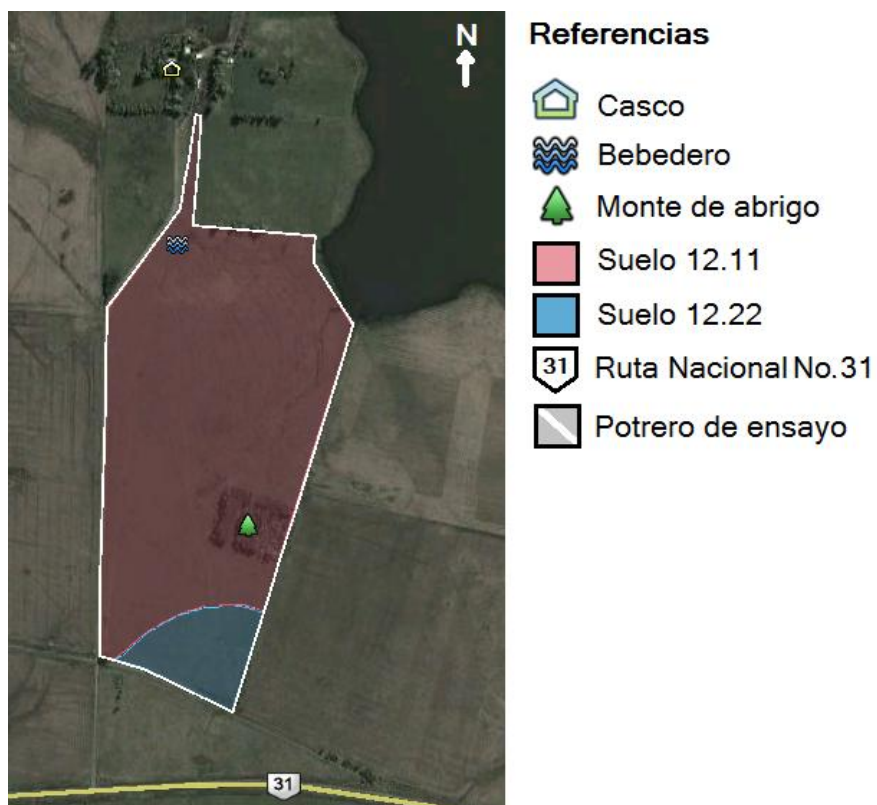 N
31
Referencias
Casco
Bebedero
Monte de abrigo
Suelo 12.11
Suelo 12.22
31 Ruta Nacional No.31
Potrero de ensayo